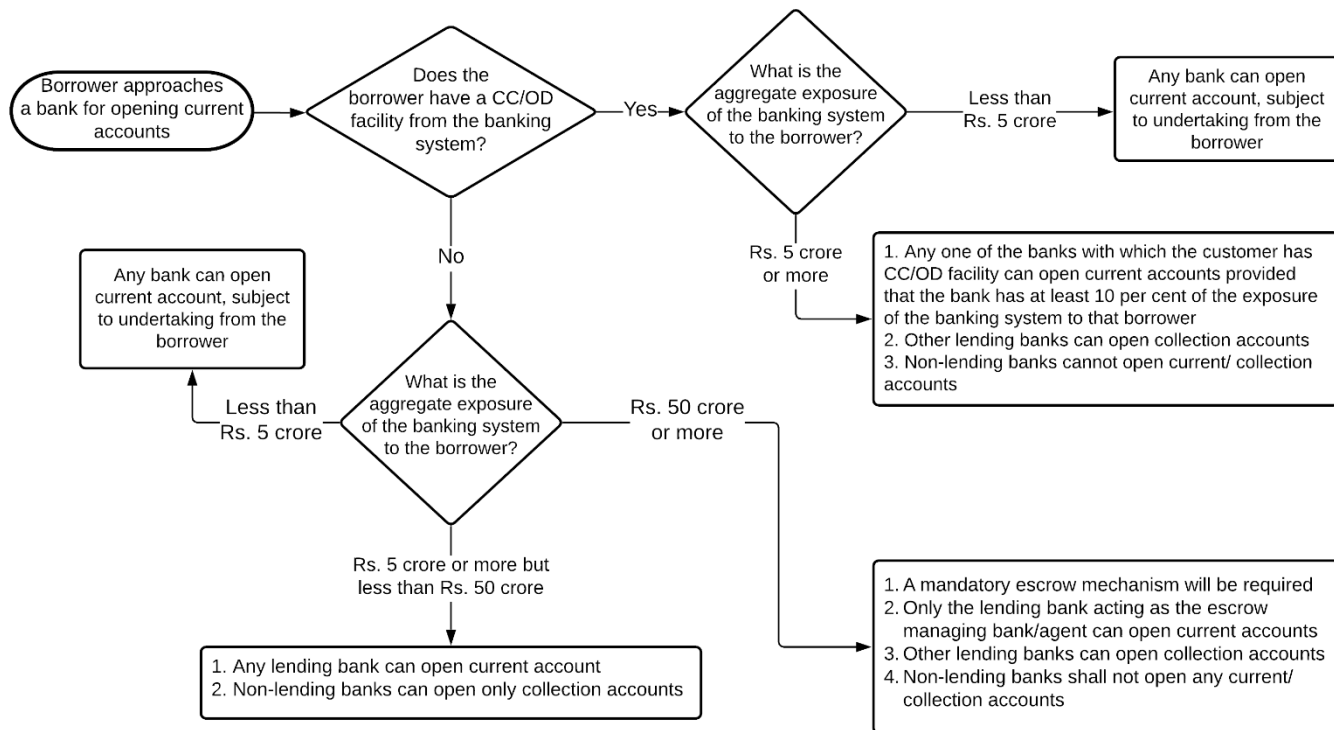 Borrower approaches
a bank for opening current
accounts
Does the
borrower have a CC/OD
facility from the banking
system?
Yes
What is the
aggregate exposure
of the banking system
to the borrower?
Less than
Rs. 5 crore
Any bank can open
current account, subject
to undertaking from the
borrower
Rs. 5 crore
or more
1. Any one of the banks with which the customer has
CC/OD facility can open current accounts provided
that the bank has at least 10 per cent of the exposure
of the banking system to that borrower
2. Other lending banks can open collection accounts
3. Non-lending banks cannot open current/ collection
accounts
No
Any bank can open
current account, subject
to undertaking from the
borrower
Less than
Rs. 5 crore
What is the
aggregate exposure
of the banking system
to the borrower?
Rs. 50 crore
or more
Rs. 5 crore or more but
less than Rs. 50 crore
1. Any lending bank can open current account
2. Non-lending banks can open only collection accounts
1. A mandatory escrow mechanism will be required
2. Only the lending bank acting as the escrow
managing bank/agent can open current accounts
3. Other lending banks can open collection accounts
4. Non-lending banks shall not open any current/
collection accounts